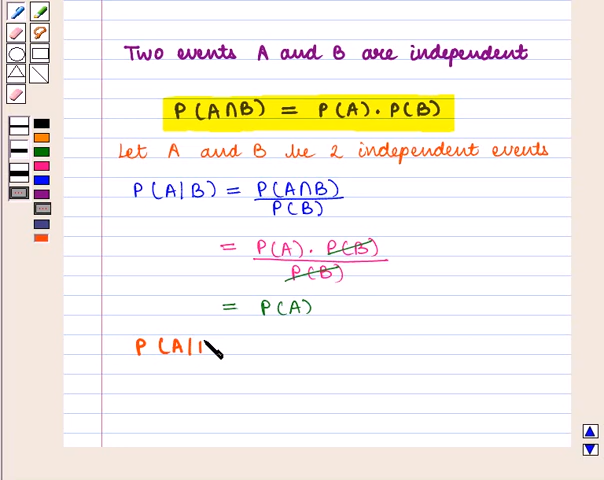 Two events A and B are independent
P(A∩B) = P(A) . P(B)
Let A and B be 2 independent events
P(A|B) = P(A∩B)
P(B)
= P(A) . P(B)
P(B)
= P(A)
P(A|